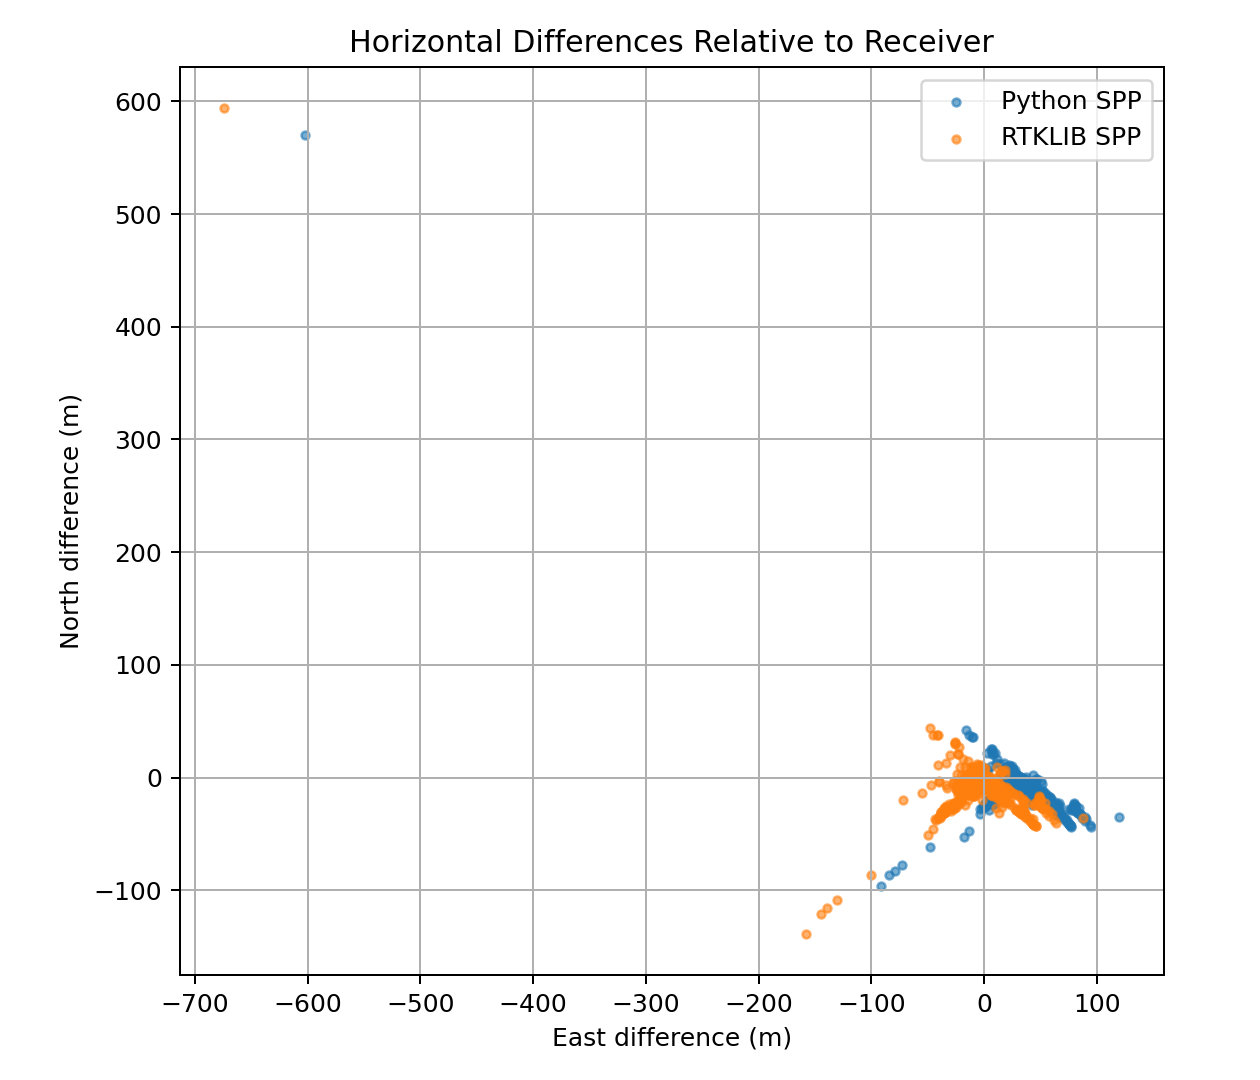 Horizontal Differences Relative to Receiver
Python SPP
RTKLIB SPP
600
500
400
300
200
100
0
−100
North difference (m)
−700 −600 −500 −400 −300 −200 −100 0 100
East difference (m)